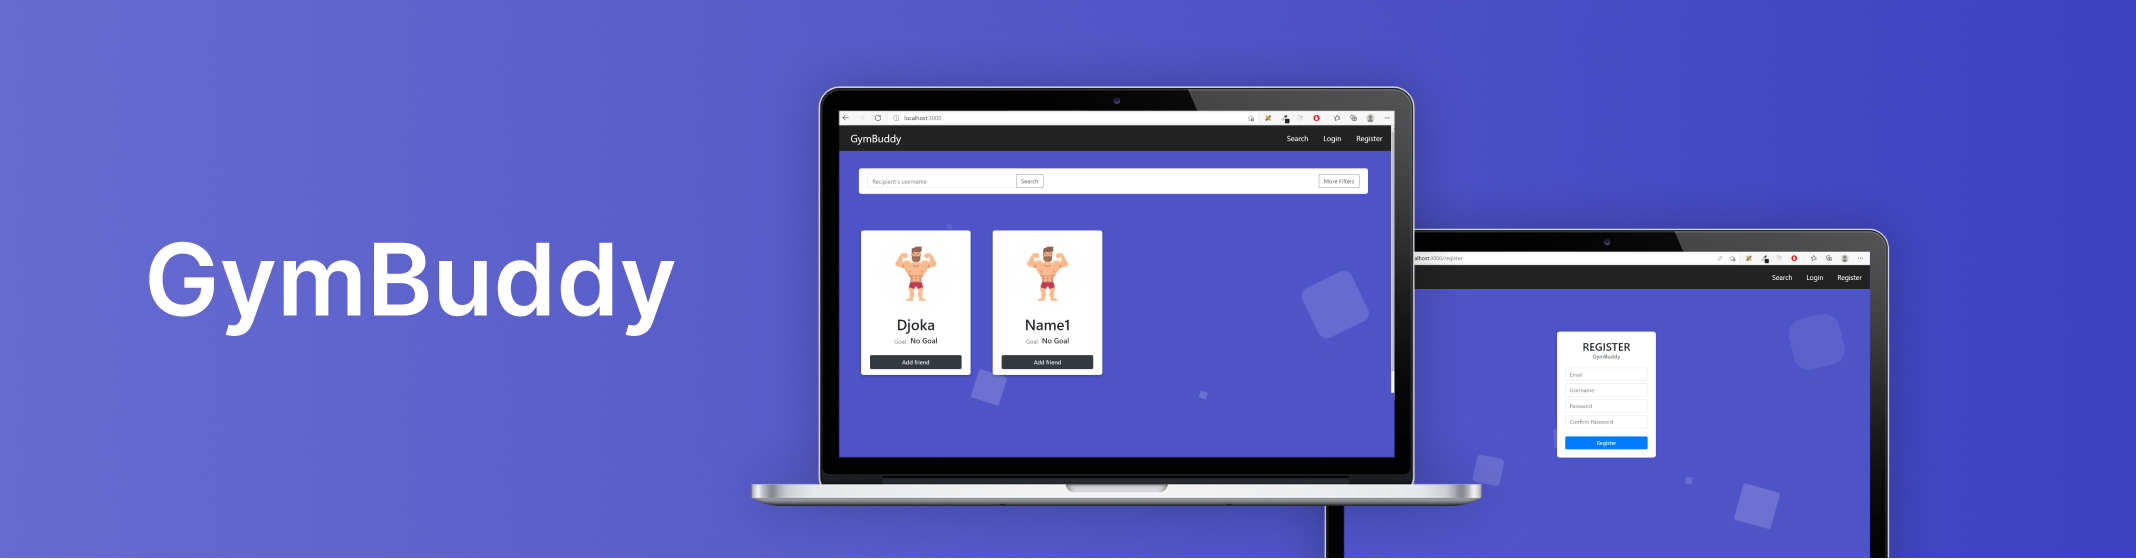 GymBuddy
localhost:3000
GymBuddy
Search Login Register
Recipient's username Search More Filters
Djoka
Goal: No Goal
Add friend
Name1
Goal: No Goal
Add friend
alhost:3000/register
Search Login Register
REGISTER
GymBuddy
Email
Username
Password
Confirm Password
Register